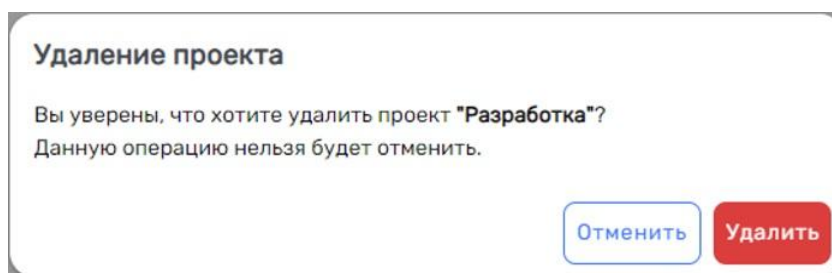 Удаление проекта
Вы уверены, что хотите удалить проект "Разработка"?
Данную операцию нельзя будет отменить.
Отменить Удалить